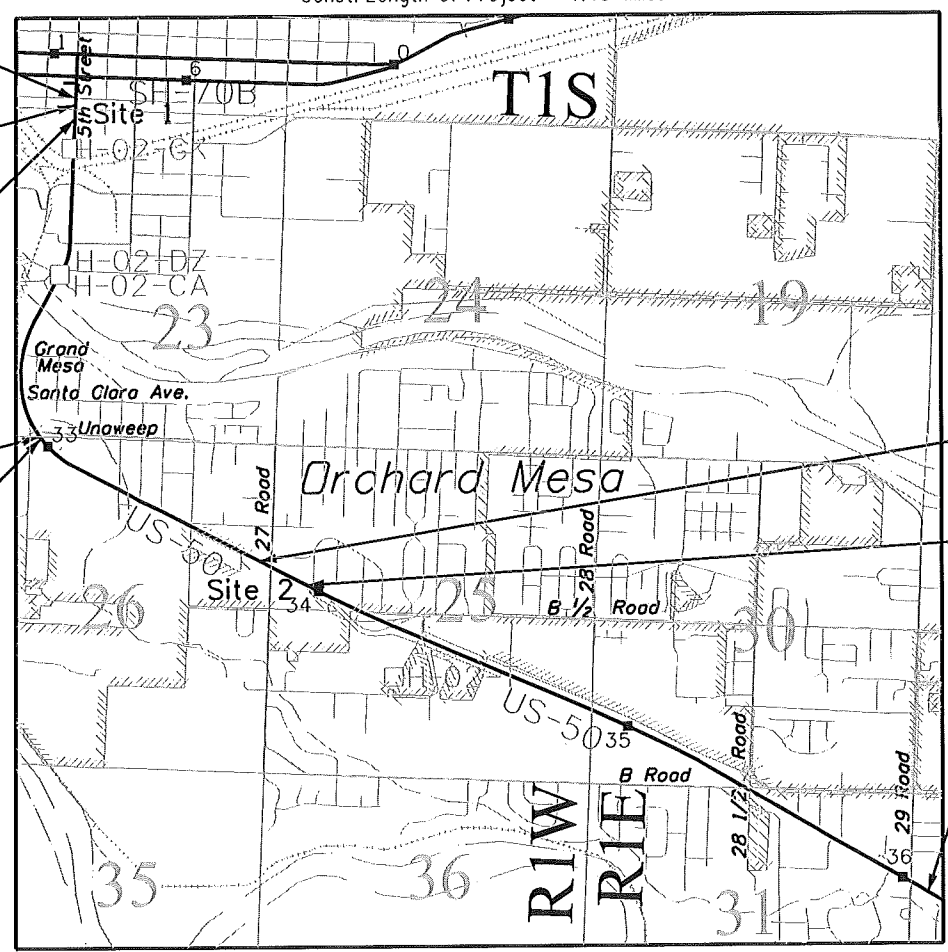 1
0
6
5th Street
SH-70B
T1S
Site 1
H-02-GK
H-02-DZ
H-02-CA
23
24
19
Grand
Mesa
Santa Clara Ave.
33
Unaweep
Orchard Mesa
27 Road
28 Road
US-50
Site 2
34
26
25
B 1/2 Road
30
US-50
35
B Road
28 1/2 Road
29 Road
R1W
R1E
36
35
36
31